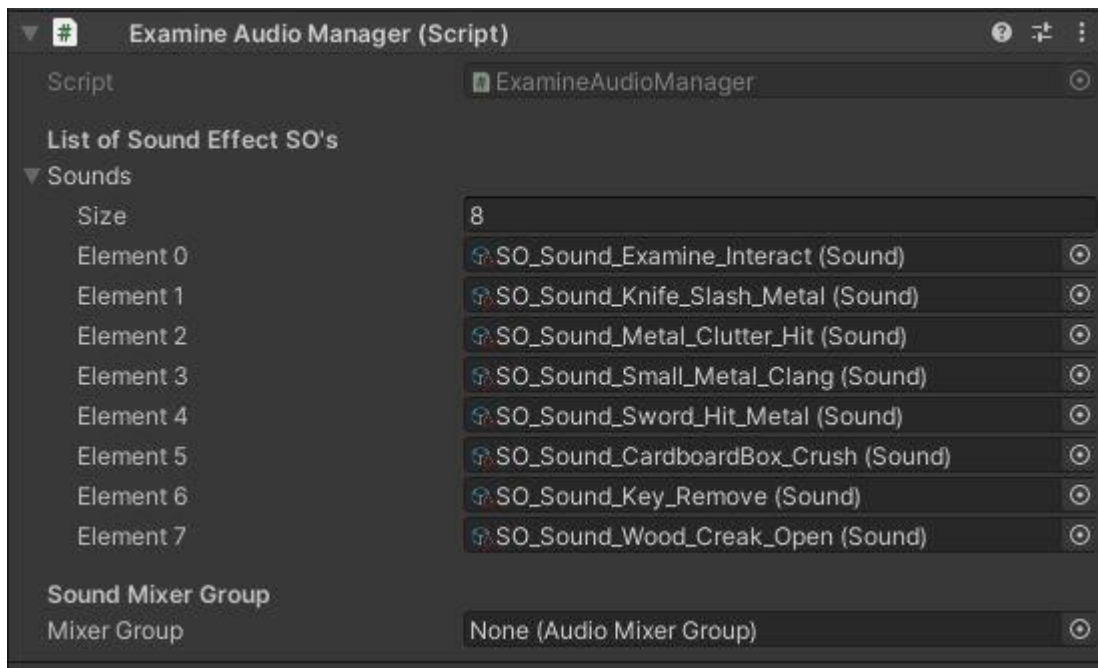 # Examine Audio Manager (Script)
Script ExamineAudioManager
List of Sound Effect SO's
Sounds
Size 8
Element 0 SO_Sound_Examine_Interact (Sound)
Element 1 SO_Sound_Knife_Slash_Metal (Sound)
Element 2 SO_Sound_Metal_Clutter_Hit (Sound)
Element 3 SO_Sound_Small_Metal_Clang (Sound)
Element 4 SO_Sound_Sword_Hit_Metal (Sound)
Element 5 SO_Sound_CardboardBox_Crush (Sound)
Element 6 SO_Sound_Key_Remove (Sound)
Element 7 SO_Sound_Wood_Creak_Open (Sound)
Sound Mixer Group
Mixer Group None (Audio Mixer Group)